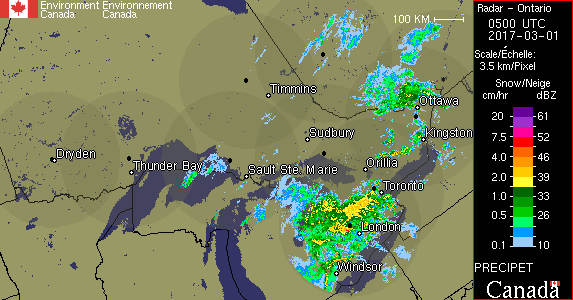 Environment Environnement
Canada Canada
100 KM
Timmins
Ottawa
Sudbury
Kingston
Dryden
Thunder Bay
Sault Ste. Marie
Orillia
Toronto
London
Windsor
Radar - Ontario
0500 UTC
2017-03-01
Scale/Échelle:
3.5 km/Pixel
Snow/Neige
cm/hr dBZ
20 61
7.5 57
5.5 52
4.0 46
2.0 39
1.0 33
0.5 26
0.1 10
PRECIPET
Canada